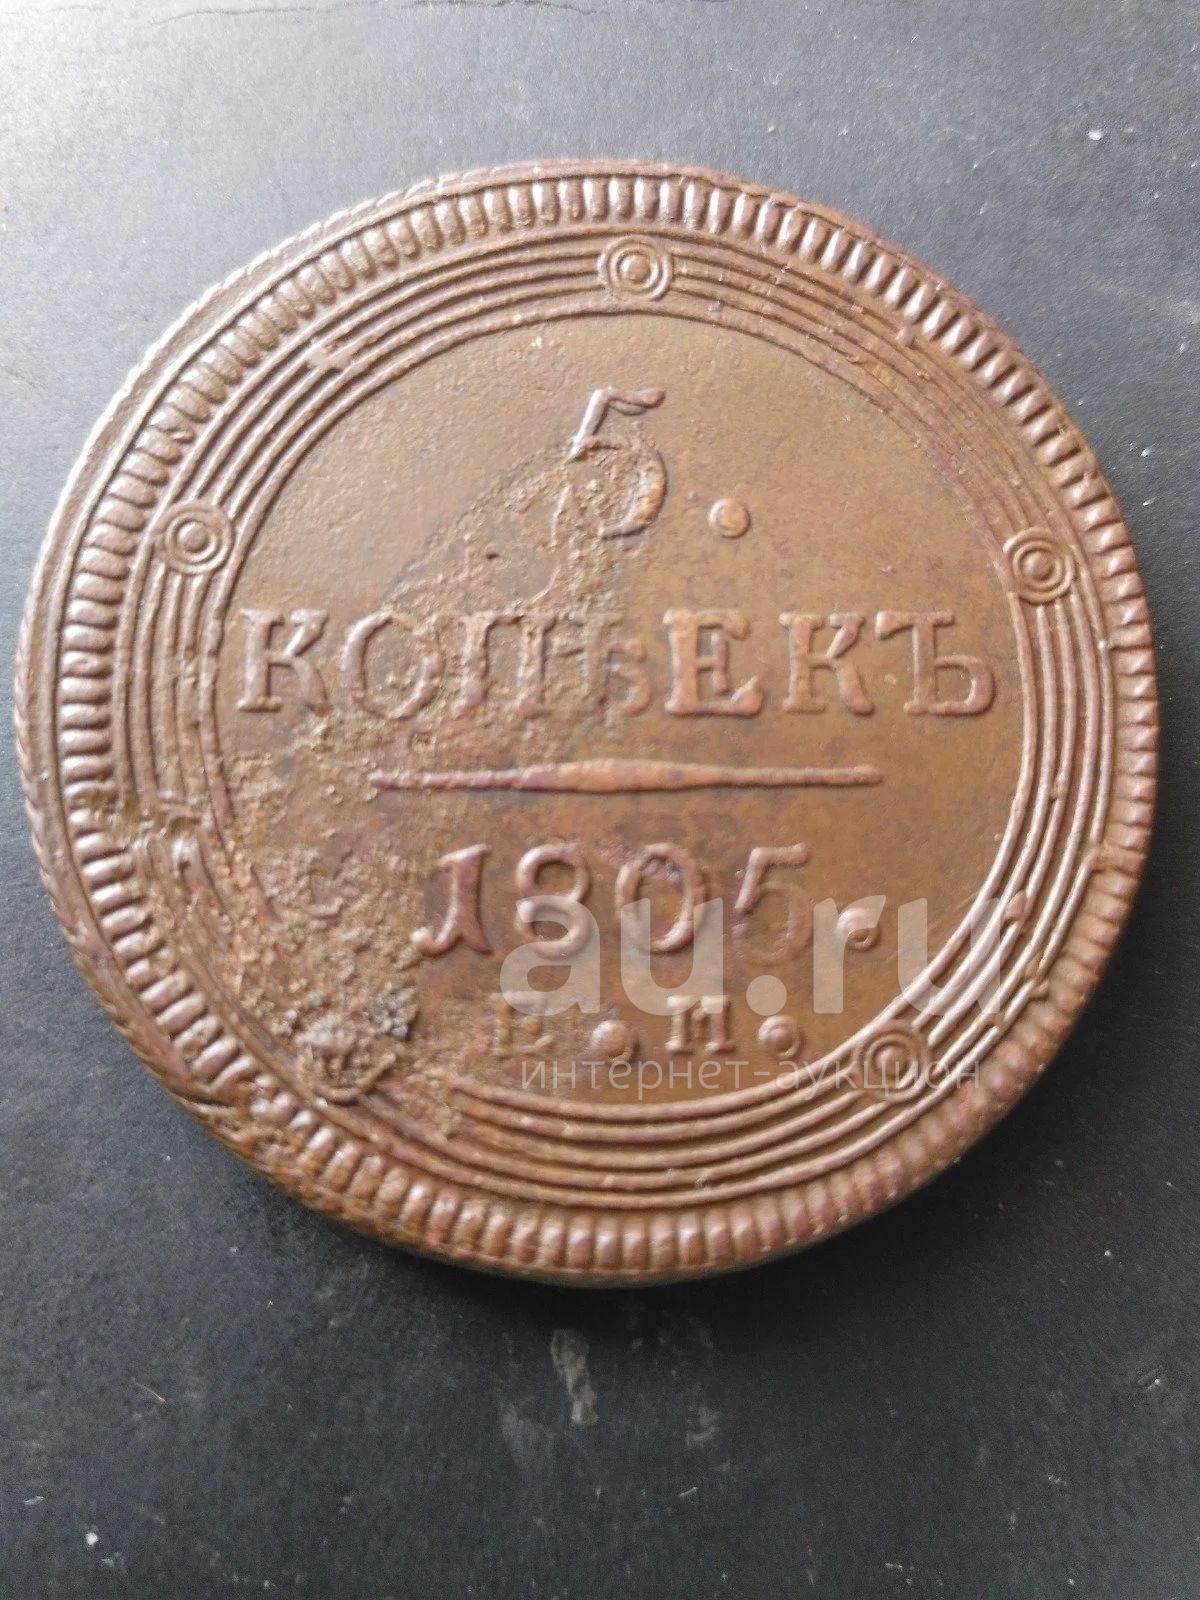 5.
КОПѢЕКЪ
1805.
Е. М.
au.ru
интернет-аукцион